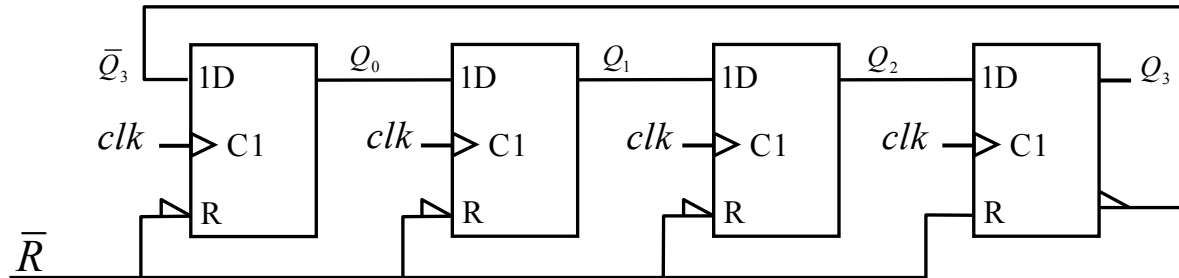 Q̄₃ Q₀ Q₁ Q₂ Q₃
1D 1D 1D 1D
clk C1 clk C1 clk C1 clk C1
R R R R
R̄